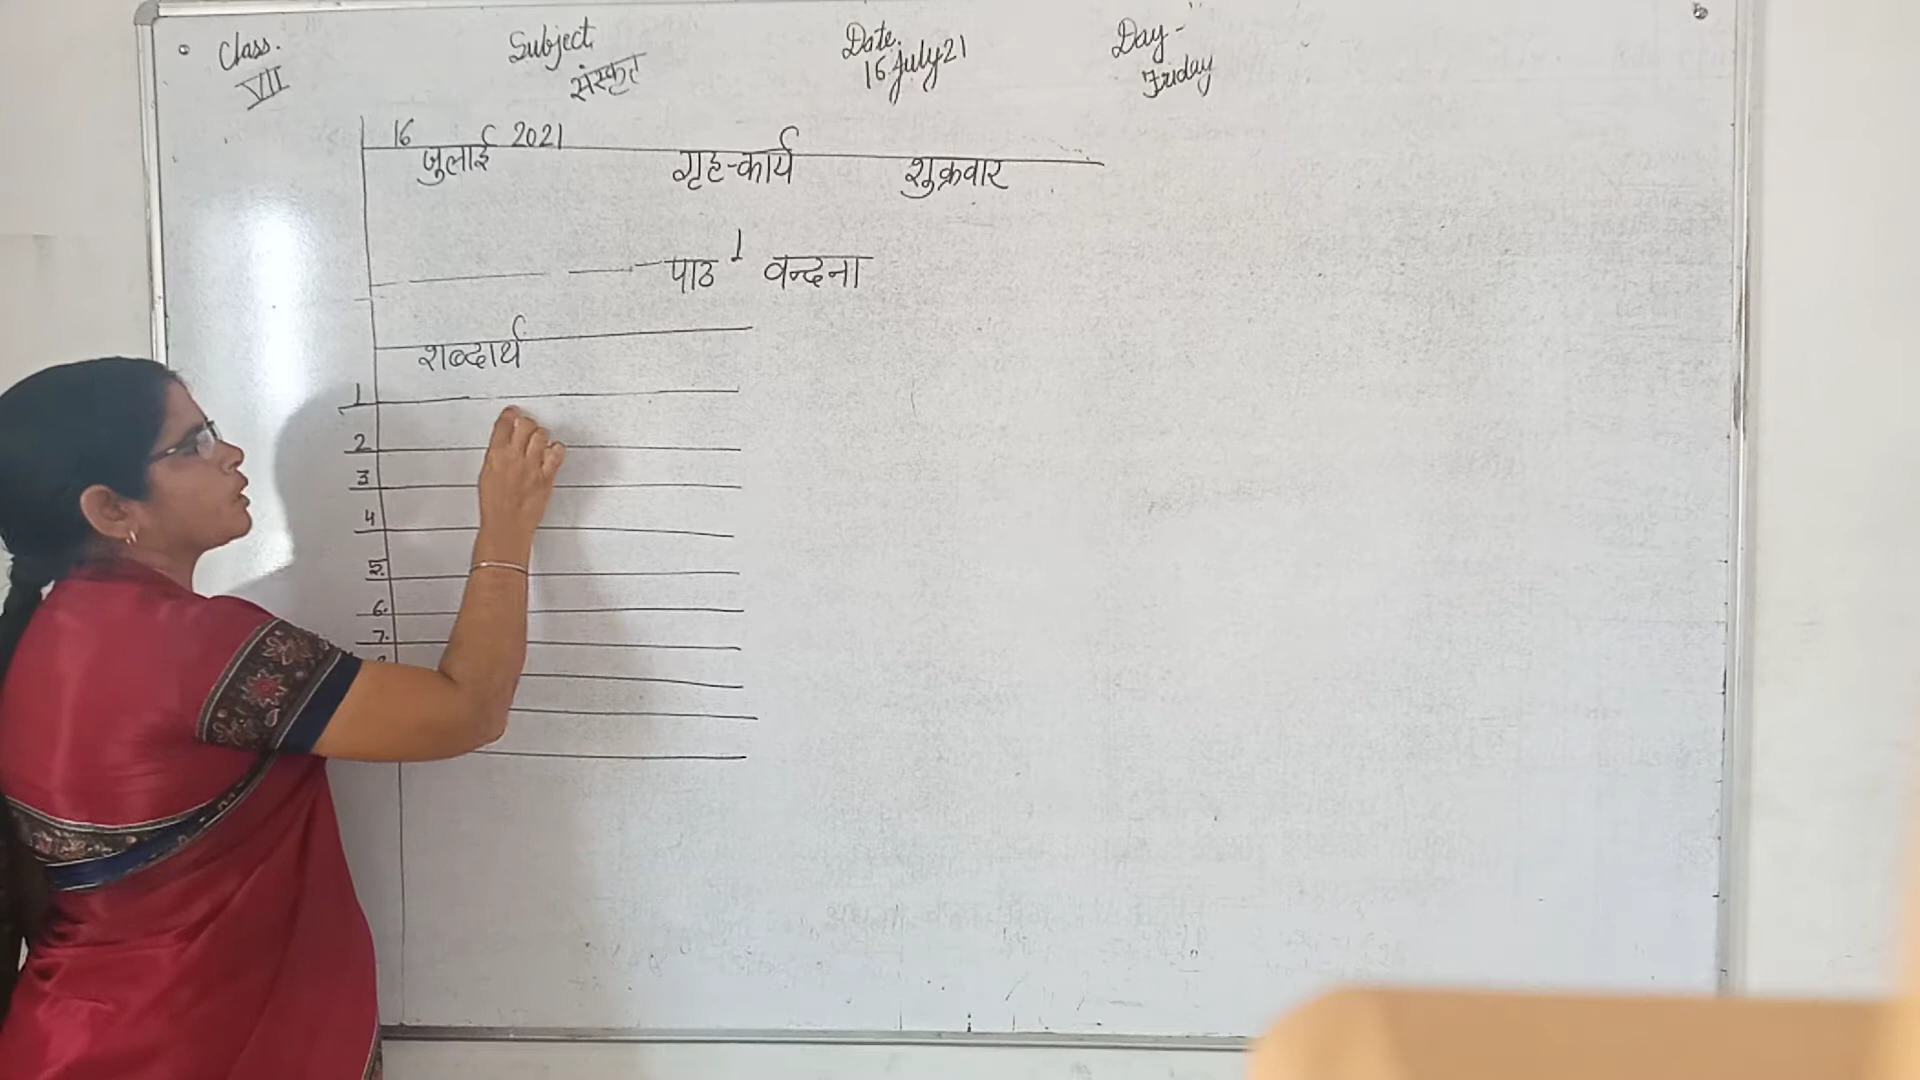 Class. Subject Date. Day-
VII संस्कृत 16 July 21 Friday
16 जुलाई 2021 गृह-कार्य शुक्रवार
पाठ 1 वन्दना
शब्दार्थ
1
2
3
4
5.
6.
7.